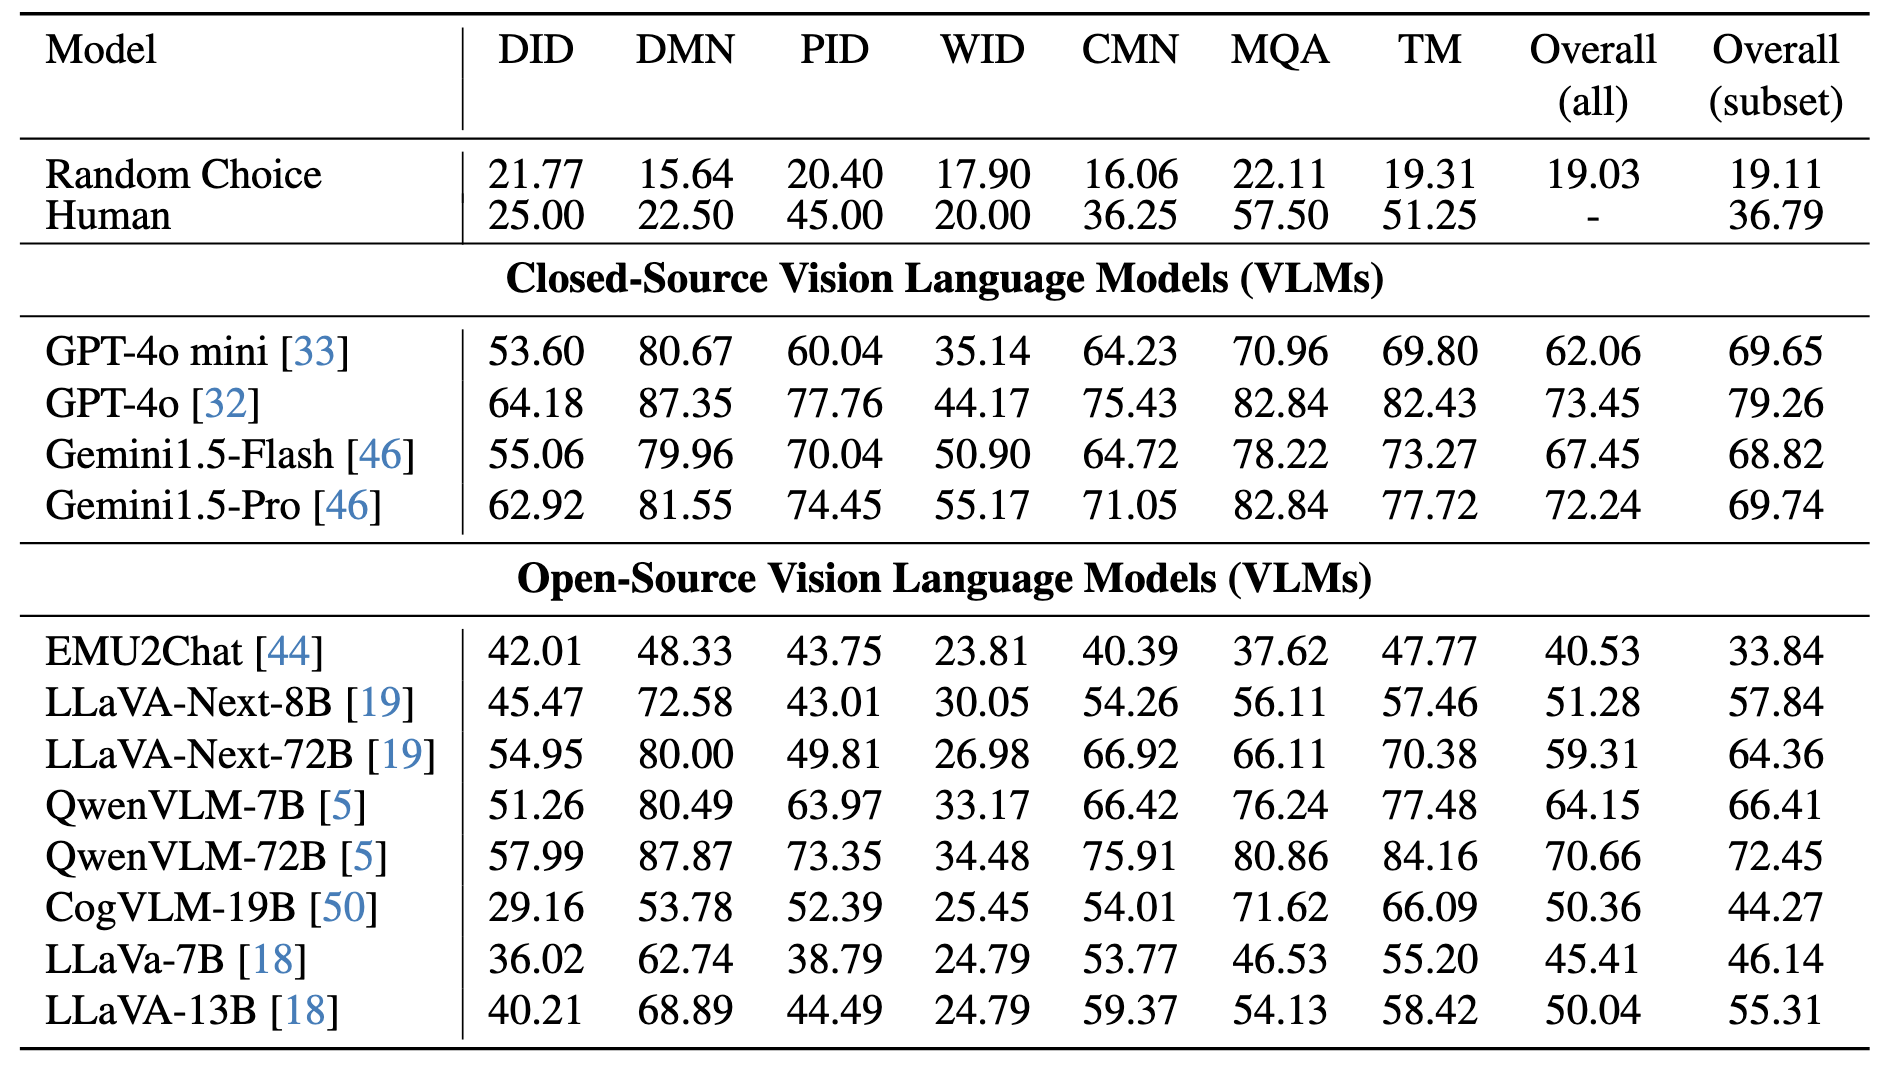 Model DID DMN PID WID CMN MQA TM Overall Overall
(all) (subset)
Random Choice 21.77 15.64 20.40 17.90 16.06 22.11 19.31 19.03 19.11
Human 25.00 22.50 45.00 20.00 36.25 57.50 51.25 - 36.79
Closed-Source Vision Language Models (VLMs)
GPT-4o mini [33] 53.60 80.67 60.04 35.14 64.23 70.96 69.80 62.06 69.65
GPT-4o [32] 64.18 87.35 77.76 44.17 75.43 82.84 82.43 73.45 79.26
Gemini1.5-Flash [46] 55.06 79.96 70.04 50.90 64.72 78.22 73.27 67.45 68.82
Gemini1.5-Pro [46] 62.92 81.55 74.45 55.17 71.05 82.84 77.72 72.24 69.74
Open-Source Vision Language Models (VLMs)
EMU2Chat [44] 42.01 48.33 43.75 23.81 40.39 37.62 47.77 40.53 33.84
LLaVA-Next-8B [19] 45.47 72.58 43.01 30.05 54.26 56.11 57.46 51.28 57.84
LLaVA-Next-72B [19] 54.95 80.00 49.81 26.98 66.92 66.11 70.38 59.31 64.36
QwenVLM-7B [5] 51.26 80.49 63.97 33.17 66.42 76.24 77.48 64.15 66.41
QwenVLM-72B [5] 57.99 87.87 73.35 34.48 75.91 80.86 84.16 70.66 72.45
CogVLM-19B [50] 29.16 53.78 52.39 25.45 54.01 71.62 66.09 50.36 44.27
LLaVa-7B [18] 36.02 62.74 38.79 24.79 53.77 46.53 55.20 45.41 46.14
LLaVA-13B [18] 40.21 68.89 44.49 24.79 59.37 54.13 58.42 50.04 55.31